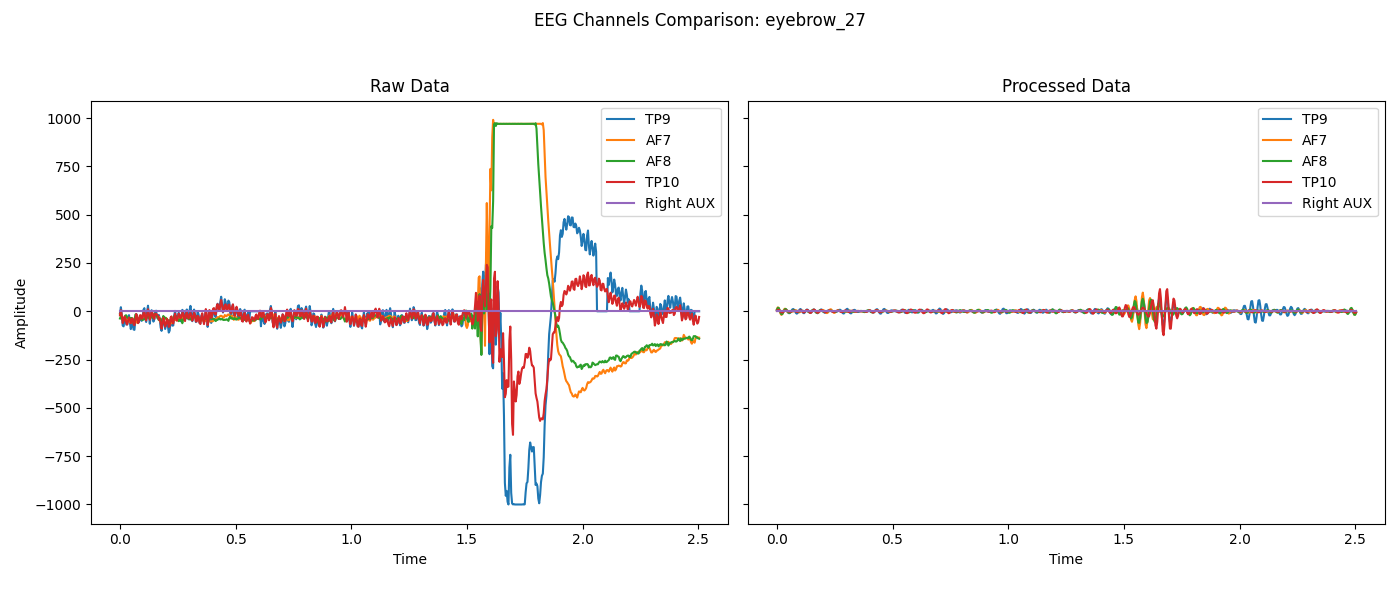 EEG Channels Comparison: eyebrow_27
Raw Data
Processed Data
Amplitude
1000
750
500
250
0
−250
−500
−750
−1000
TP9
AF7
AF8
TP10
Right AUX
TP9
AF7
AF8
TP10
Right AUX
0.0 0.5 1.0 1.5 2.0 2.5
0.0 0.5 1.0 1.5 2.0 2.5
Time
Time